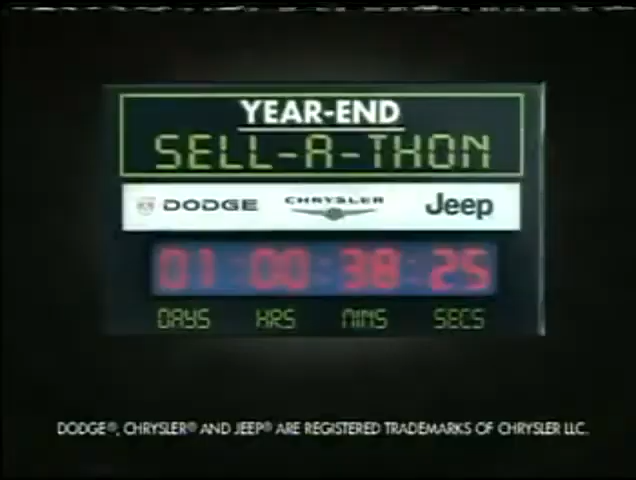 YEAR-END
SELL-A-THON
DODGE CHRYSLER Jeep
01 : 00 : 38 : 25
DAYS HRS MINS SECS
DODGE®, CHRYSLER® AND JEEP® ARE REGISTERED TRADEMARKS OF CHRYSLER LLC.